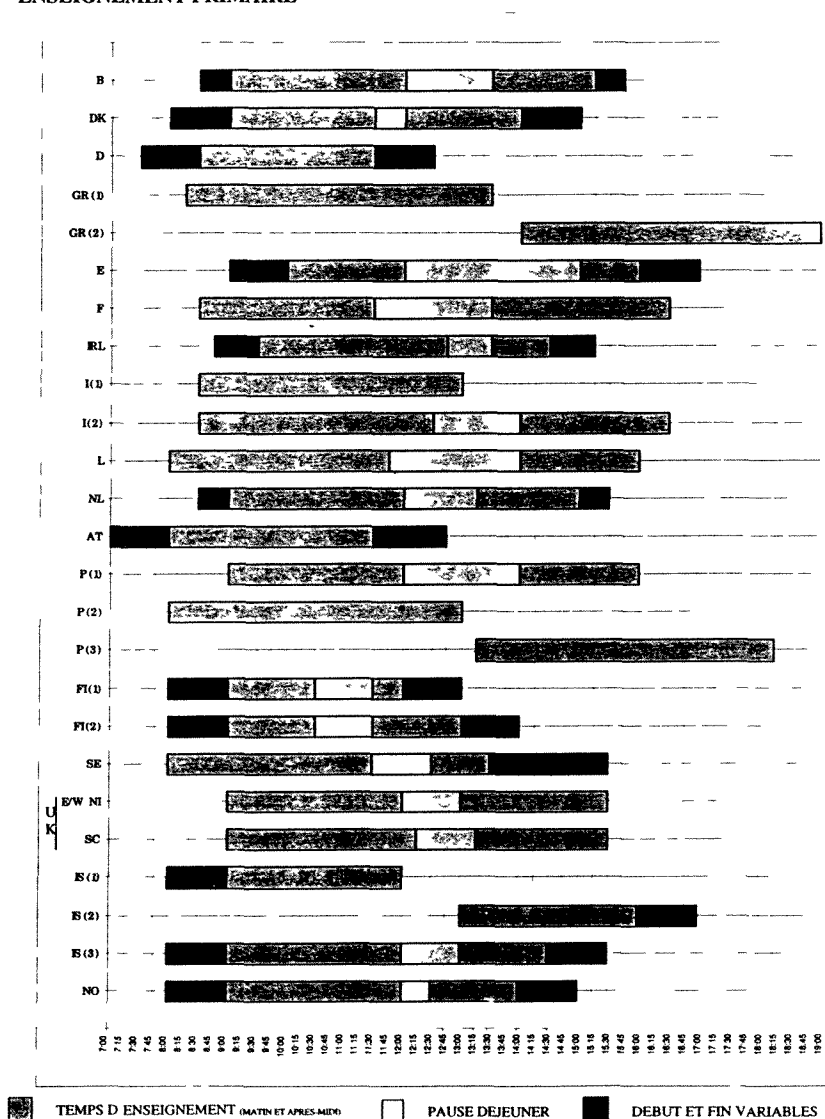 ENSEIGNEMENT PRIMAIRE
B
DK
D
GR (1)
GR (2)
E
F
IRL
I (1)
I (2)
L
NL
AT
P (1)
P (2)
P (3)
FI (1)
FI (2)
SE
UK
E/W NI
SC
IS (1)
IS (2)
IS (3)
NO
7:00 7:15 7:30 7:45 8:00 8:15 8:30 8:45 9:00 9:15 9:30 9:45 10:00 10:15 10:30 10:45 11:00 11:15 11:30 11:45 12:00 12:15 12:30 12:45 13:00 13:15 13:30 13:45 14:00 14:15 14:30 14:45 15:00 15:15 15:30 15:45 16:00 16:15 16:30 16:45 17:00 17:15 17:30 17:45 18:00 18:15 18:30 18:45 19:00
TEMPS D ENSEIGNEMENT (MATIN ET APRES-MIDI) PAUSE DEJEUNER DEBUT ET FIN VARIABLES